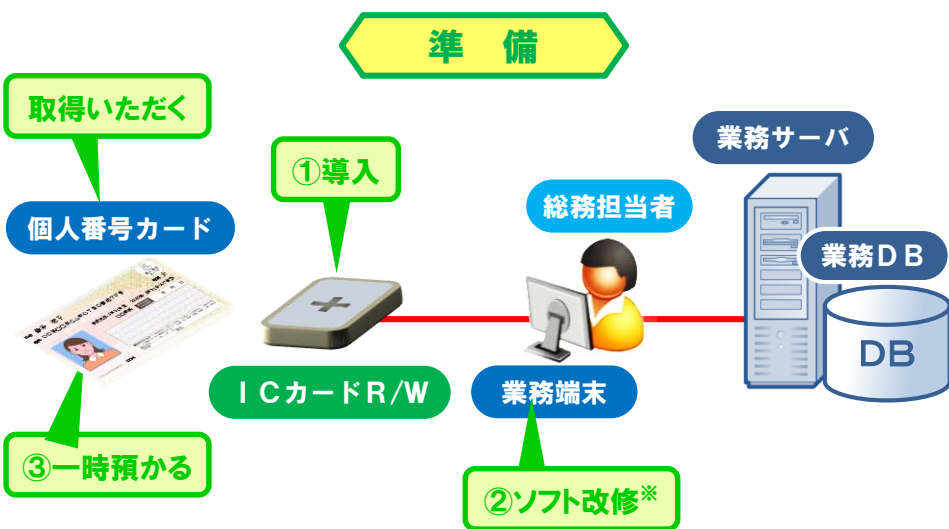 準　備
取得いただく
①導入
業務サーバ
個人番号カード
総務担当者
業務DB
DB
ICカードR/W
業務端末
③一時預かる
②ソフト改修※